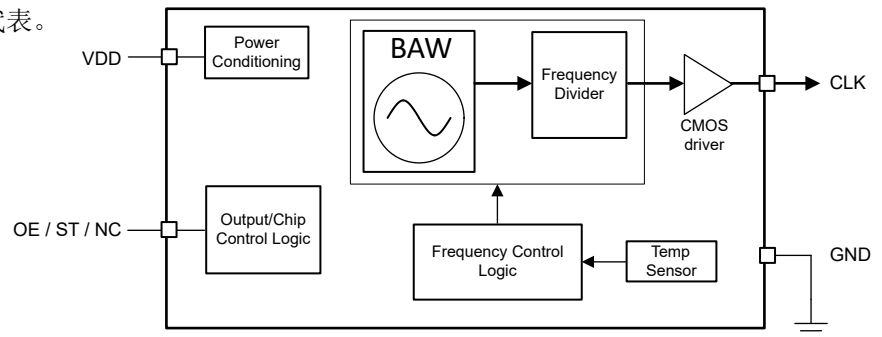 代表。
VDD
Power
Conditioning
BAW
Frequency
Divider
CMOS
driver
CLK
OE / ST / NC
Output/Chip
Control Logic
Frequency Control
Logic
Temp
Sensor
GND